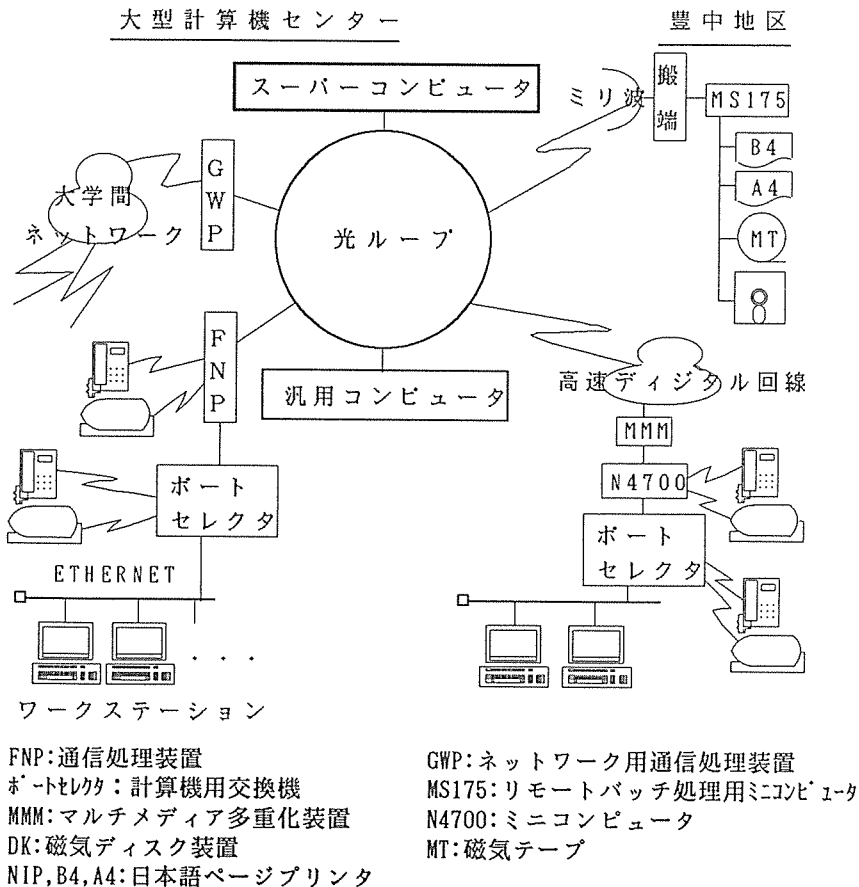 大型計算機センター
豊中地区
スーパーコンピュータ
ミリ波
搬端
MS175
B4
A4
MT
GWP
大学間
ネットワーク
光ループ
FNP
汎用コンピュータ
高速ディジタル回線
MMM
N4700
ポート
セレクタ
ポート
セレクタ
ETHERNET
...
ワークステーション
FNP:通信処理装置
ポートセレクタ:計算機用交換機
MMM:マルチメディア多重化装置
DK:磁気ディスク装置
NIP,B4,A4:日本語ページプリンタ
GWP:ネットワーク用通信処理装置
MS175:リモートバッチ処理用ミニコンピュータ
N4700:ミニコンピュータ
MT:磁気テープ